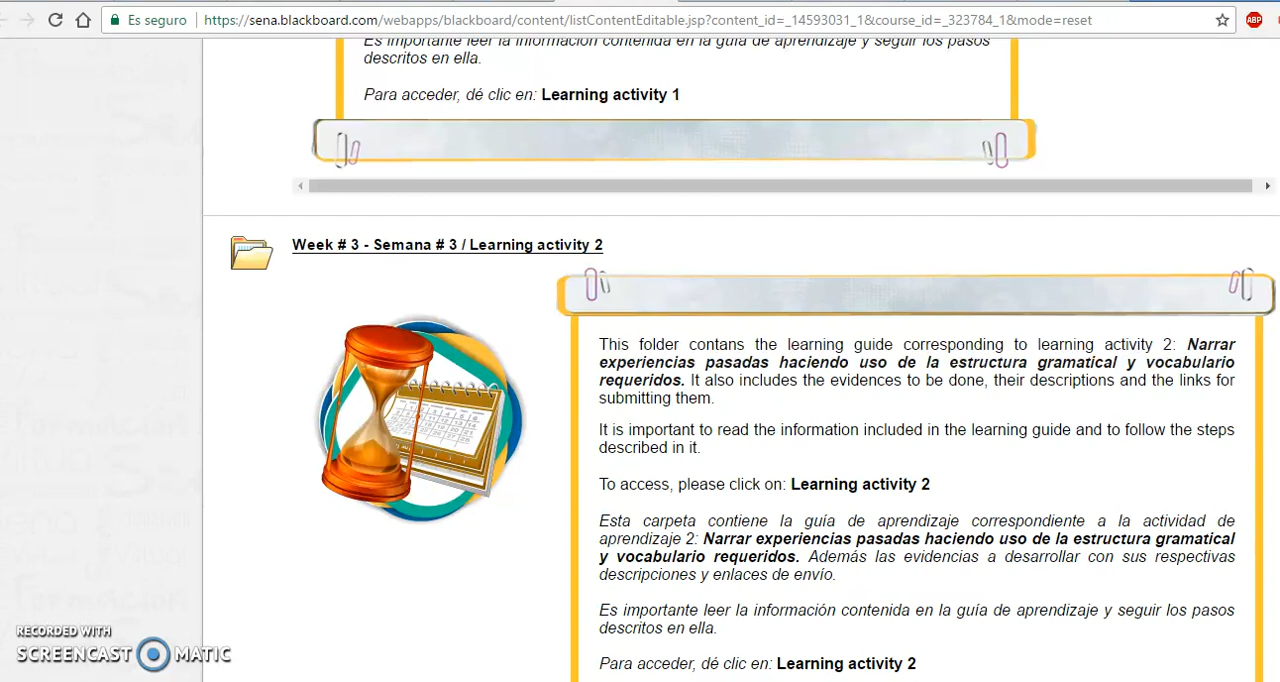 Es seguro
https://sena.blackboard.com/webapps/blackboard/content/listContentEditable.jsp?content_id=_14593031_1&course_id=_323784_1&mode=reset
ABP
Es importante leer la información contenida en la guía de aprendizaje y seguir los pasos
descritos en ella.
Para acceder, dé clic en: Learning activity 1
Week # 3 - Semana # 3 / Learning activity 2
This folder contans the learning guide corresponding to learning activity 2: Narrar
experiencias pasadas haciendo uso de la estructura gramatical y vocabulario
requeridos. It also includes the evidences to be done, their descriptions and the links for
submitting them.
It is important to read the information included in the learning guide and to follow the steps
described in it.
To access, please click on: Learning activity 2
Esta carpeta contiene la guía de aprendizaje correspondiente a la actividad de
aprendizaje 2: Narrar experiencias pasadas haciendo uso de la estructura gramatical
y vocabulario requeridos. Además las evidencias a desarrollar con sus respectivas
descripciones y enlaces de envío.
Es importante leer la información contenida en la guía de aprendizaje y seguir los pasos
descritos en ella.
Para acceder, dé clic en: Learning activity 2
RECORDED WITH
SCREENCAST MATIC